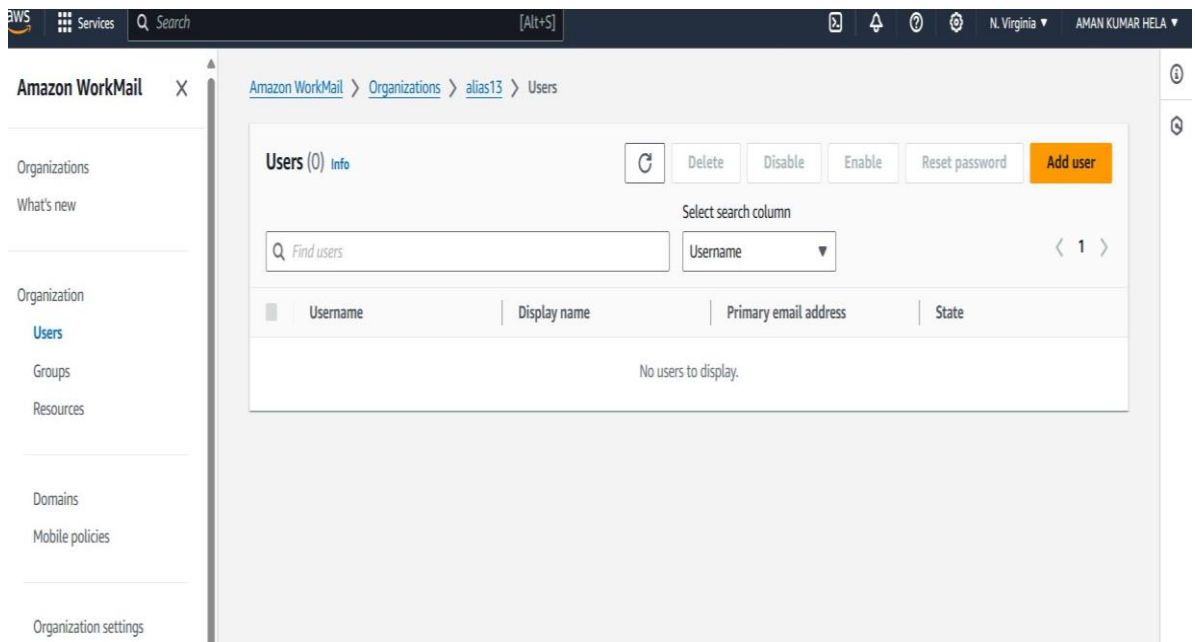 aws Services Search [Alt+S] N. Virginia ▼ AMAN KUMAR HELA ▼
Amazon WorkMail
Organizations
What's new
Organization
Users
Groups
Resources
Domains
Mobile policies
Organization settings
Amazon WorkMail > Organizations > alias13 > Users
Users (0) Info Delete Disable Enable Reset password Add user
Select search column
Find users Username ▼ < 1 >
Username Display name Primary email address State
No users to display.